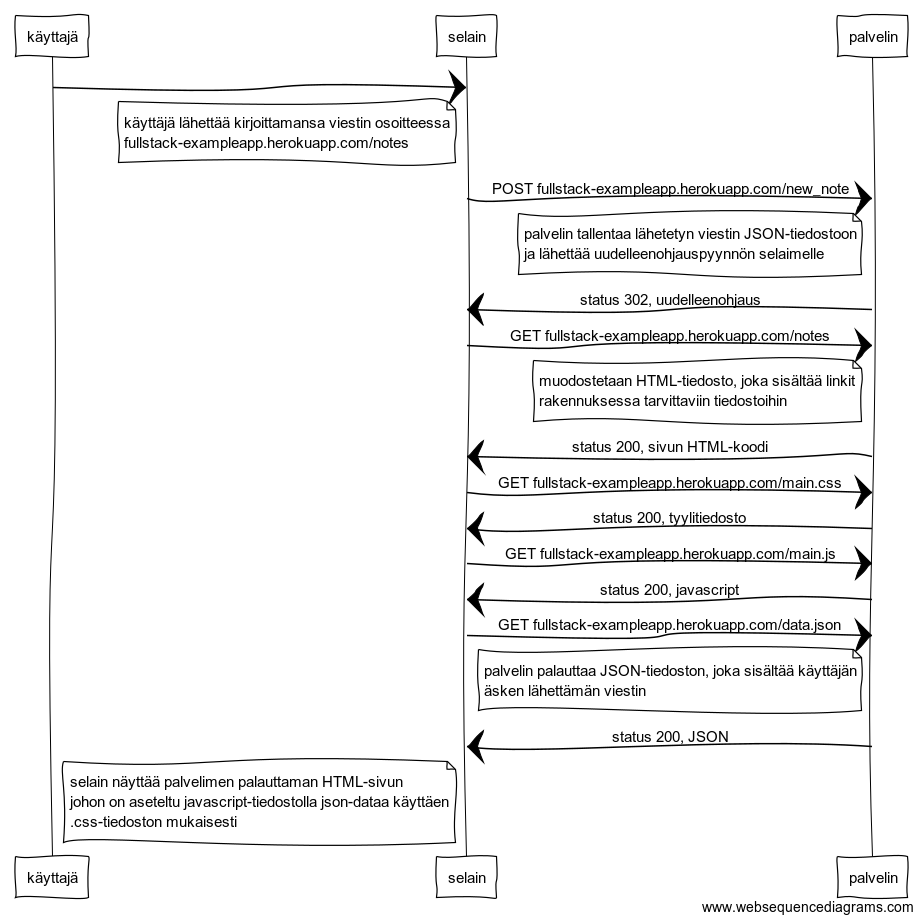 käyttajä
selain
palvelin
käyttäjä lähettää kirjoittamansa viestin osoitteessa
fullstack-exampleapp.herokuapp.com/notes
POST fullstack-exampleapp.herokuapp.com/new_note
palvelin tallentaa lähetetyn viestin JSON-tiedostoon
ja lähettää uudelleenohjauspyynnön selaimelle
status 302, uudelleenohjaus
GET fullstack-exampleapp.herokuapp.com/notes
muodostetaan HTML-tiedosto, joka sisältää linkit
rakennuksessa tarvittaviin tiedostoihin
status 200, sivun HTML-koodi
GET fullstack-exampleapp.herokuapp.com/main.css
status 200, tyylitiedosto
GET fullstack-exampleapp.herokuapp.com/main.js
status 200, javascript
GET fullstack-exampleapp.herokuapp.com/data.json
palvelin palauttaa JSON-tiedoston, joka sisältää käyttäjän
äsken lähettämän viestin
status 200, JSON
selain näyttää palvelimen palauttaman HTML-sivun
johon on aseteltu javascript-tiedostolla json-dataa käyttäen
.css-tiedoston mukaisesti
käyttajä
selain
palvelin
www.websequencediagrams.com